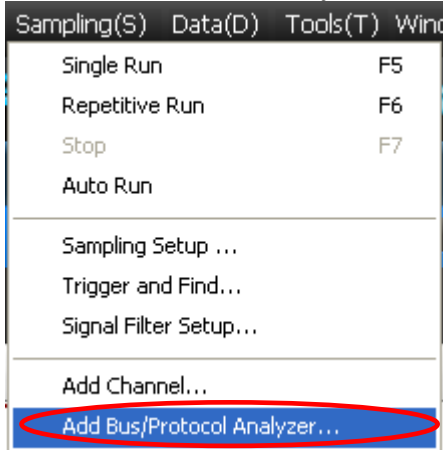 Sampling(S) Data(D) Tools(T) Wind
Single Run F5
Repetitive Run F6
Stop F7
Auto Run
Sampling Setup ...
Trigger and Find...
Signal Filter Setup...
Add Channel...
Add Bus/Protocol Analyzer...